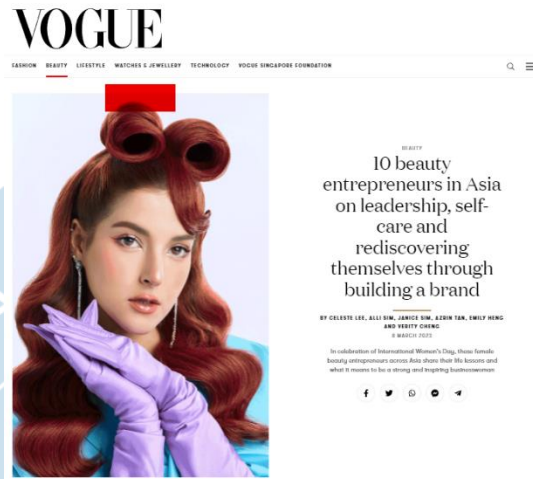 VOGUE
FASHION BEAUTY LIFESTYLE WATCHES & JEWELLERY TECHNOLOGY VOGUE SINGAPORE FOUNDATION
BEAUTY
10 beauty
entrepreneurs in Asia
on leadership, self-
care and
rediscovering
themselves through
building a brand
BY CELESTE LEE, ALLI SIM, JANICE SIM, AZRIN TAN, EMILY HENG
AND VERITY CHENG
8 MARCH 2023
In celebration of International Women's Day, these female
beauty entrepreneurs across Asia share their life lessons and
what it means to be a strong and inspiring businesswoman